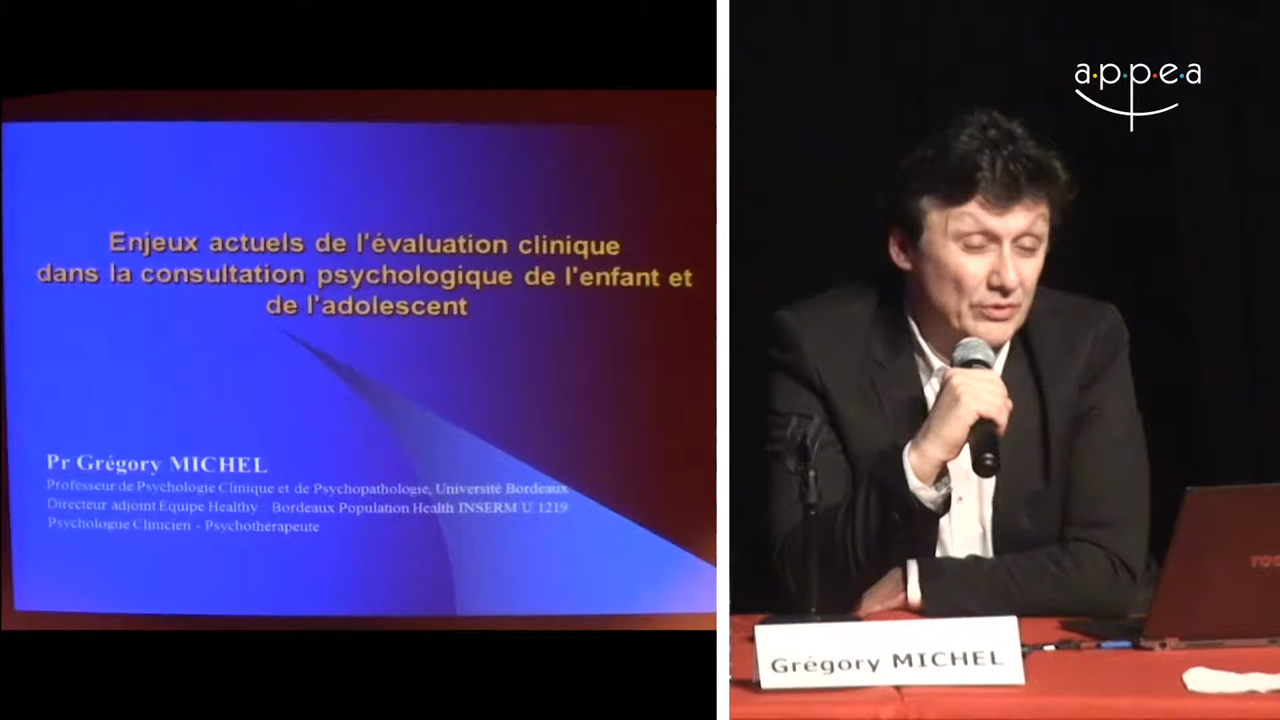 Enjeux actuels de l'évaluation clinique
dans la consultation psychologique de l'enfant et
de l'adolescent
Pr Grégory MICHEL
Professeur de Psychologie Clinique et de Psychopathologie, Université Bordeaux
Directeur adjoint Equipe Healthy Bordeaux Population Health INSERM U 1219
Psychologue Clinicien - Psychothérapeute
a·p·p·e·a
Grégory MICHEL